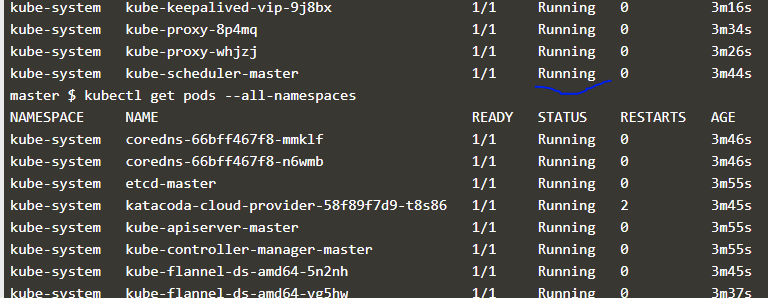 kube-system kube-keepalived-vip-9j8bx 1/1 Running 0 3m16s
kube-system kube-proxy-8p4mq 1/1 Running 0 3m34s
kube-system kube-proxy-whjzj 1/1 Running 0 3m26s
kube-system kube-scheduler-master 1/1 Running 0 3m44s
master $ kubectl get pods --all-namespaces
NAMESPACE NAME READY STATUS RESTARTS AGE
kube-system coredns-66bff467f8-mmklf 1/1 Running 0 3m46s
kube-system coredns-66bff467f8-n6wmb 1/1 Running 0 3m46s
kube-system etcd-master 1/1 Running 0 3m55s
kube-system katacoda-cloud-provider-58f89f7d9-t8s86 1/1 Running 2 3m45s
kube-system kube-apiserver-master 1/1 Running 0 3m55s
kube-system kube-controller-manager-master 1/1 Running 0 3m55s
kube-system kube-flannel-ds-amd64-5n2nh 1/1 Running 0 3m45s
kube-system kube-flannel-ds-amd64-vg5hw 1/1 Running 0 3m37s